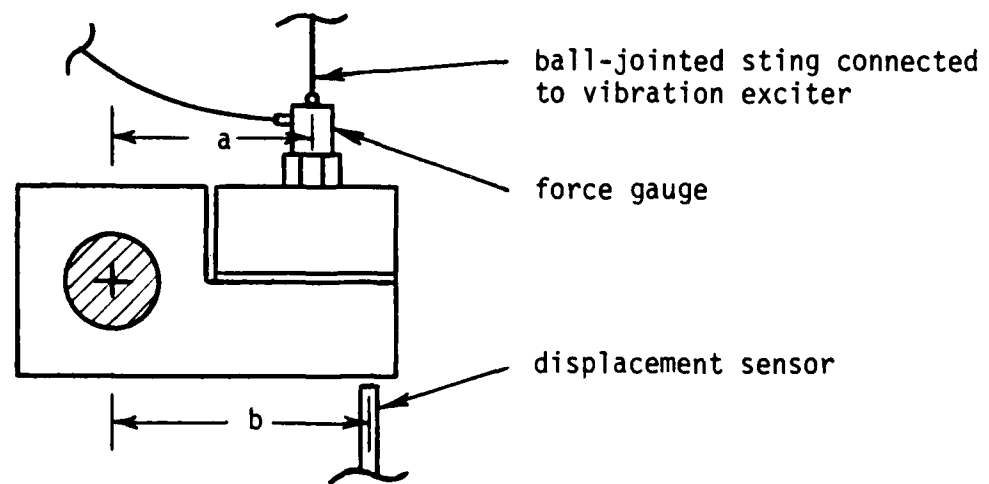 ball-jointed sting connected
to vibration exciter
a
force gauge
displacement sensor
b